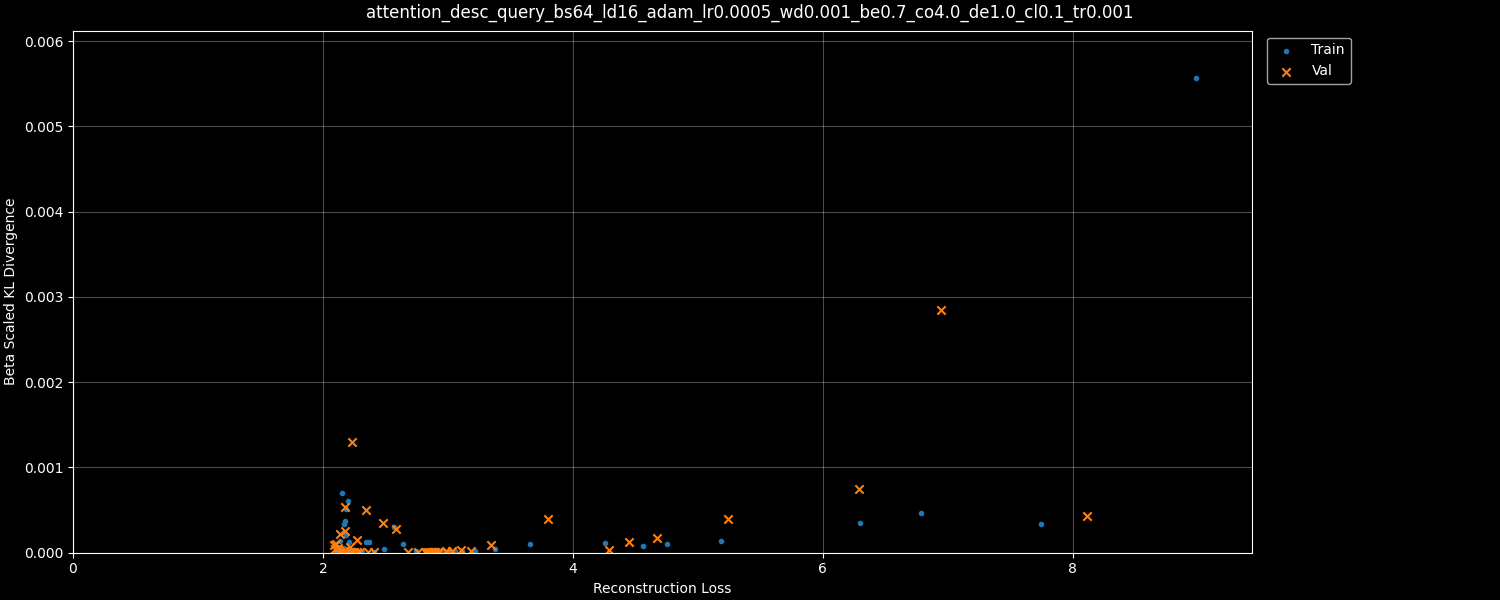 attention_desc_query_bs64_ld16_adam_lr0.0005_wd0.001_be0.7_co4.0_de1.0_cl0.1_tr0.001
Train
Val
Beta Scaled KL Divergence
0.006
0.005
0.004
0.003
0.002
0.001
0.000
0
2
4
6
8
Reconstruction Loss